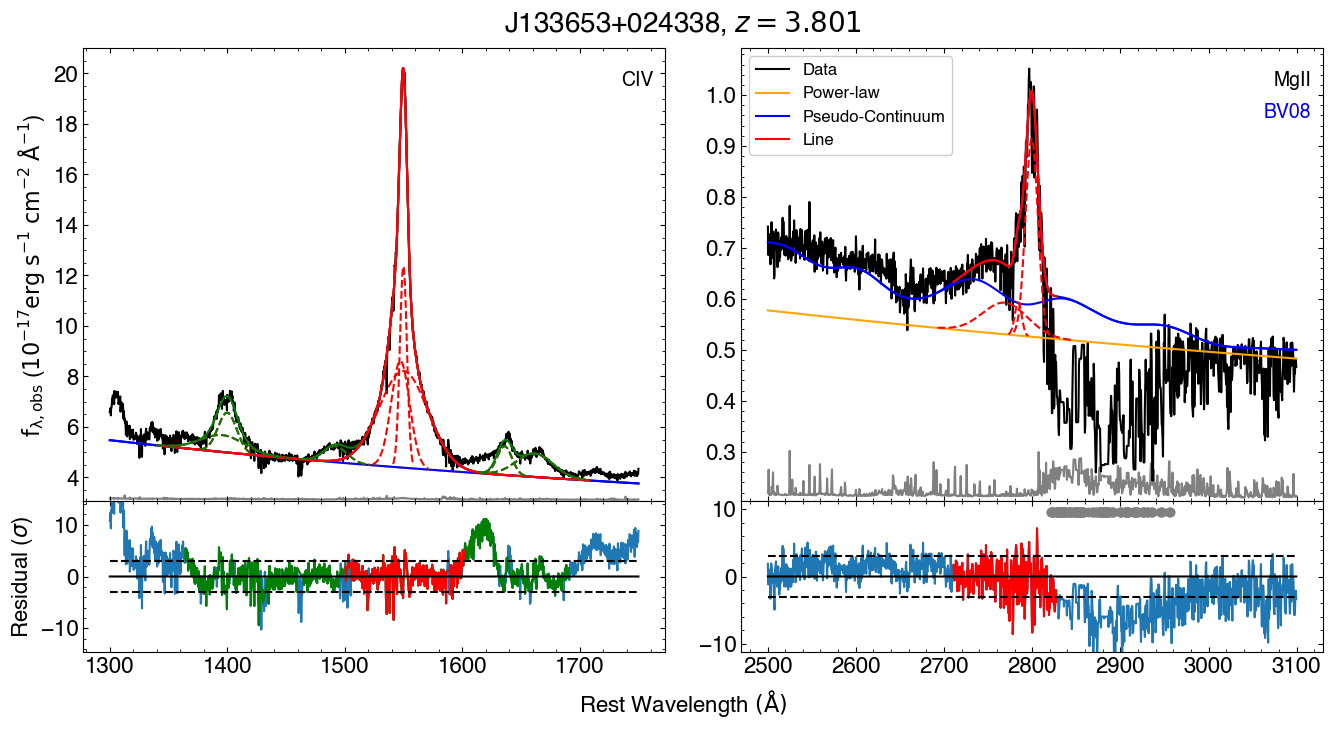 J133653+024338, z = 3.801
CIV
f_λ,obs (10⁻¹⁷erg s⁻¹ cm⁻² Å⁻¹)
20
18
16
14
12
10
8
6
4
Residual (σ)
10
0
−10
1300 1400 1500 1600 1700
Data
Power-law
Pseudo-Continuum
Line
MgII
BV08
1.0
0.9
0.8
0.7
0.6
0.5
0.4
0.3
10
0
−10
2500 2600 2700 2800 2900 3000 3100
Rest Wavelength (Å)